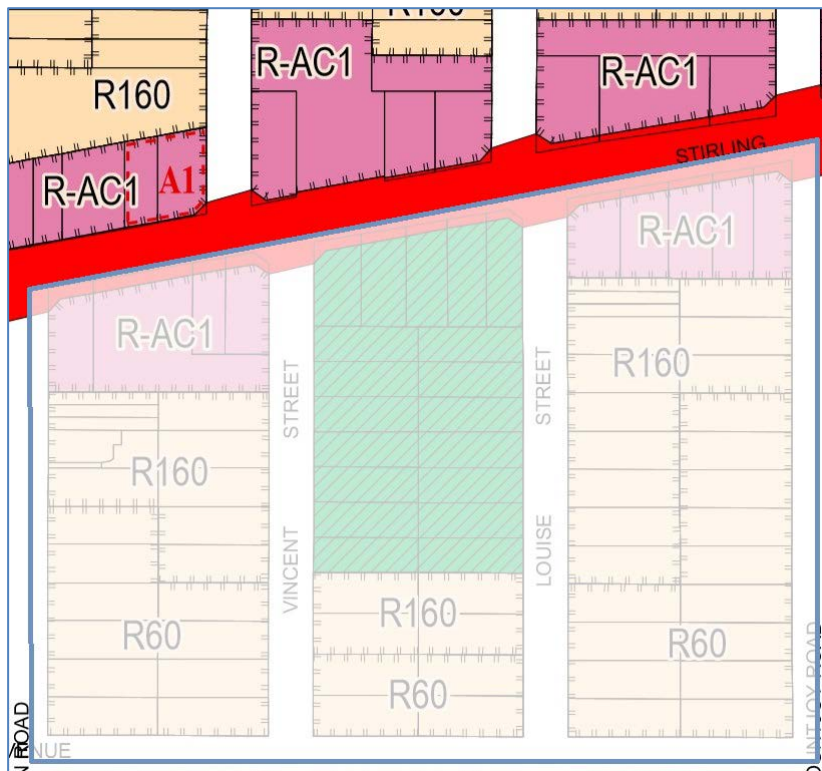 R-AC1
R160
R-AC1
R-AC1
A1
STIRLING
R-AC1
R-AC1
R160
R160
STREET
STREET
VINCENT
LOUISE
R160
R60
R60
R60
ROAD
ROAD